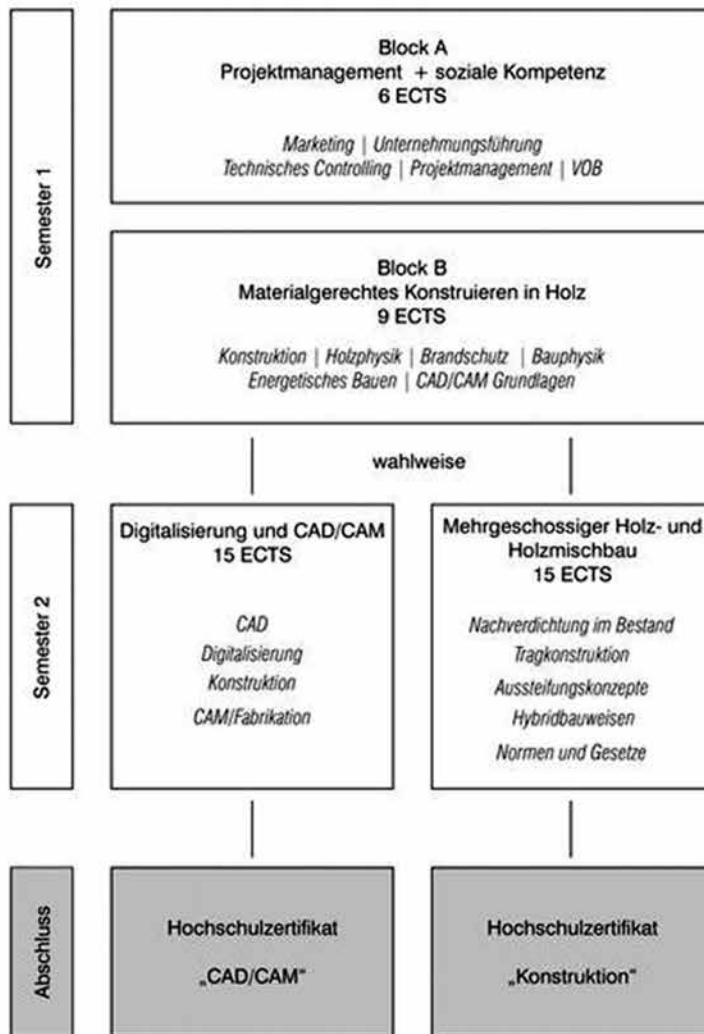 Semester 1
Block A
Projektmanagement + soziale Kompetenz
6 ECTS
Marketing | Unternehmungsführung
Technisches Controlling | Projektmanagement | VOB
Block B
Materialgerechtes Konstruieren in Holz
9 ECTS
Konstruktion | Holzphysik | Brandschutz | Bauphysik
Energetisches Bauen | CAD/CAM Grundlagen
wahlweise
Semester 2
Digitalisierung und CAD/CAM
15 ECTS
CAD
Digitalisierung
Konstruktion
CAM/Fabrikation
Mehrgeschossiger Holz- und
Holzmischbau
15 ECTS
Nachverdichtung im Bestand
Tragkonstruktion
Aussteifungskonzepte
Hybridbauweisen
Normen und Gesetze
Abschluss
Hochschulzertifikat
„CAD/CAM“
Hochschulzertifikat
„Konstruktion“